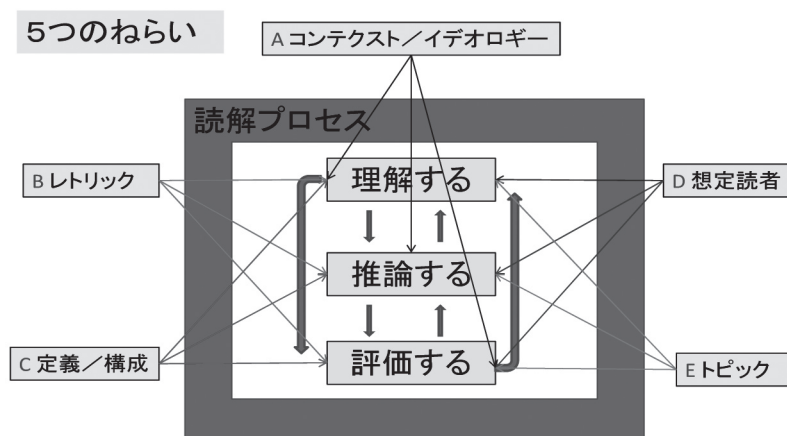 5つのねらい
A コンテクスト／イデオロギー
読解プロセス
B レトリック
理解する
D 想定読者
推論する
C 定義／構成
評価する
E トピック